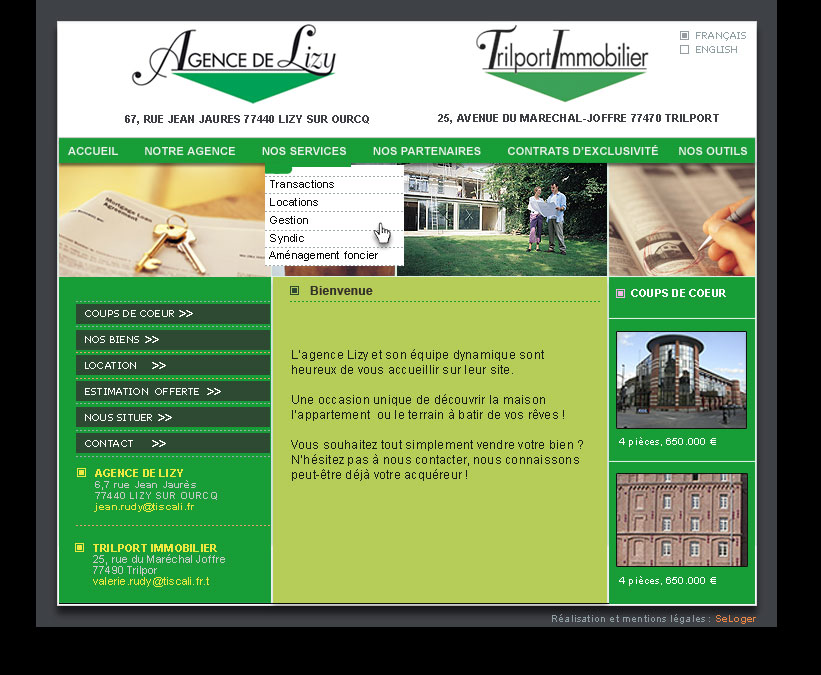 AGENCE DE Lizy
Trilport Immobilier
FRANÇAIS
ENGLISH
67, RUE JEAN JAURES 77440 LIZY SUR OURCQ
25, AVENUE DU MARECHAL-JOFFRE 77470 TRILPORT
ACCUEIL NOTRE AGENCE NOS SERVICES NOS PARTENAIRES CONTRATS D'EXCLUSIVITÉ NOS OUTILS
Transactions
Locations
Gestion
Syndic
Aménagement foncier
Mortgage Loan
Agreement
COUPS DE COEUR >>
NOS BIENS >>
LOCATION >>
ESTIMATION OFFERTE >>
NOUS SITUER >>
CONTACT >>
AGENCE DE LIZY
6,7 rue Jean Jaurès
77440 LIZY SUR OURCQ
jean.rudy@tiscali.fr
TRILPORT IMMOBILIER
25, rue du Maréchal Joffre
77490 Trilpor
valerie.rudy@tiscali.fr.t
Bienvenue
L'agence Lizy et son équipe dynamique sont
heureux de vous accueillir sur leur site.
Une occasion unique de découvrir la maison
l'appartement ou le terrain à batir de vos rêves !
Vous souhaitez tout simplement vendre votre bien ?
N'hésitez pas à nous contacter, nous connaissons
peut-être déjà votre acquéreur !
COUPS DE COEUR
4 pièces, 650.000 €
4 pièces, 650.000 €
Réalisation et mentions légales : SeLoger